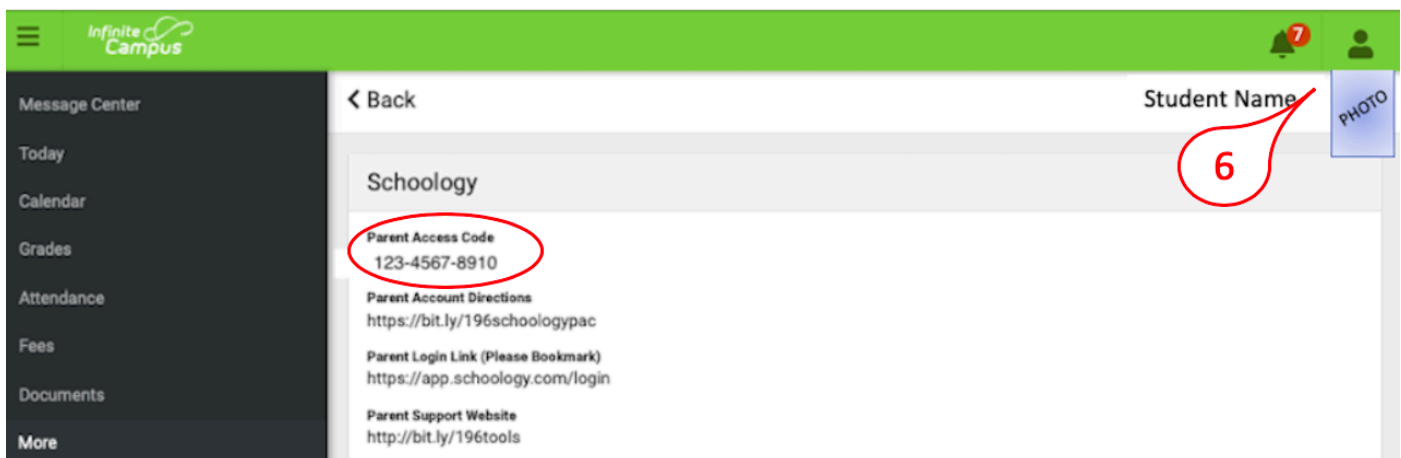 Infinite
Campus
7
Message Center
Today
Calendar
Grades
Attendance
Fees
Documents
More
Back
Student Name
PHOTO
6
Schoology
Parent Access Code
123-4567-8910
Parent Account Directions
https://bit.ly/196schoologypac
Parent Login Link (Please Bookmark)
https://app.schoology.com/login
Parent Support Website
http://bit.ly/196tools